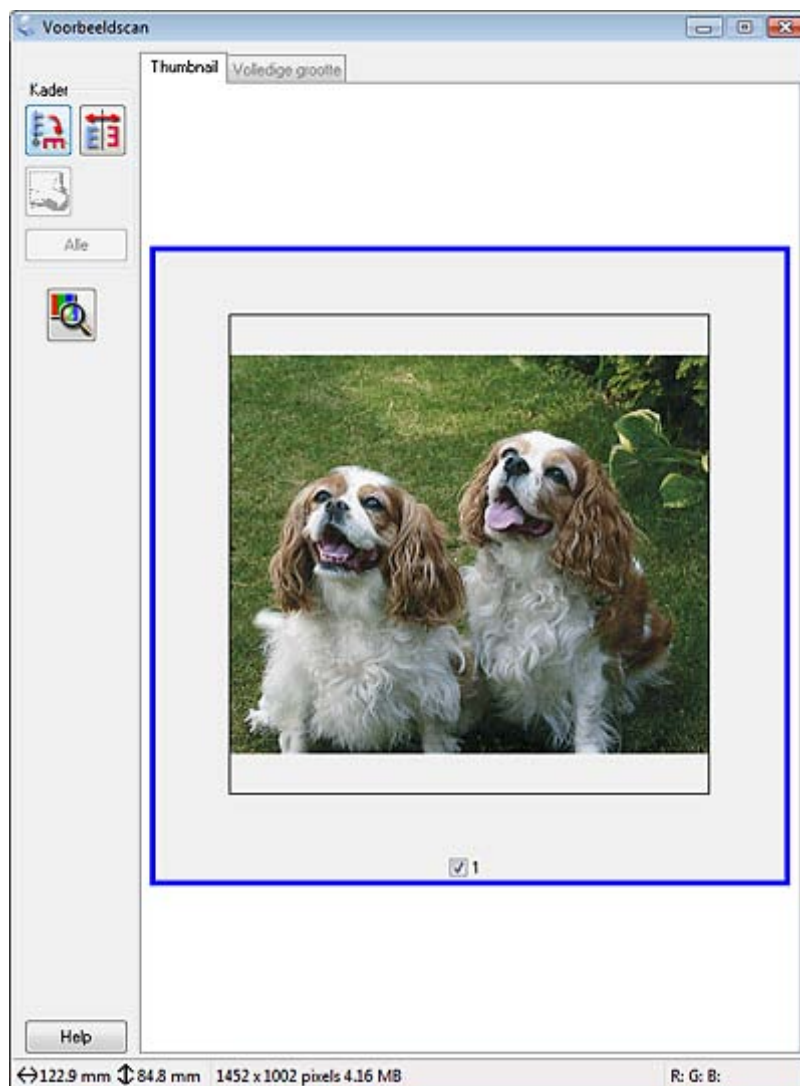 Voorbeeldscan
Thumbnail Volledige grootte
Kader
Alle
1
Help
122.9 mm 84.8 mm 1452 x 1002 pixels 4.16 MB R: G: B: